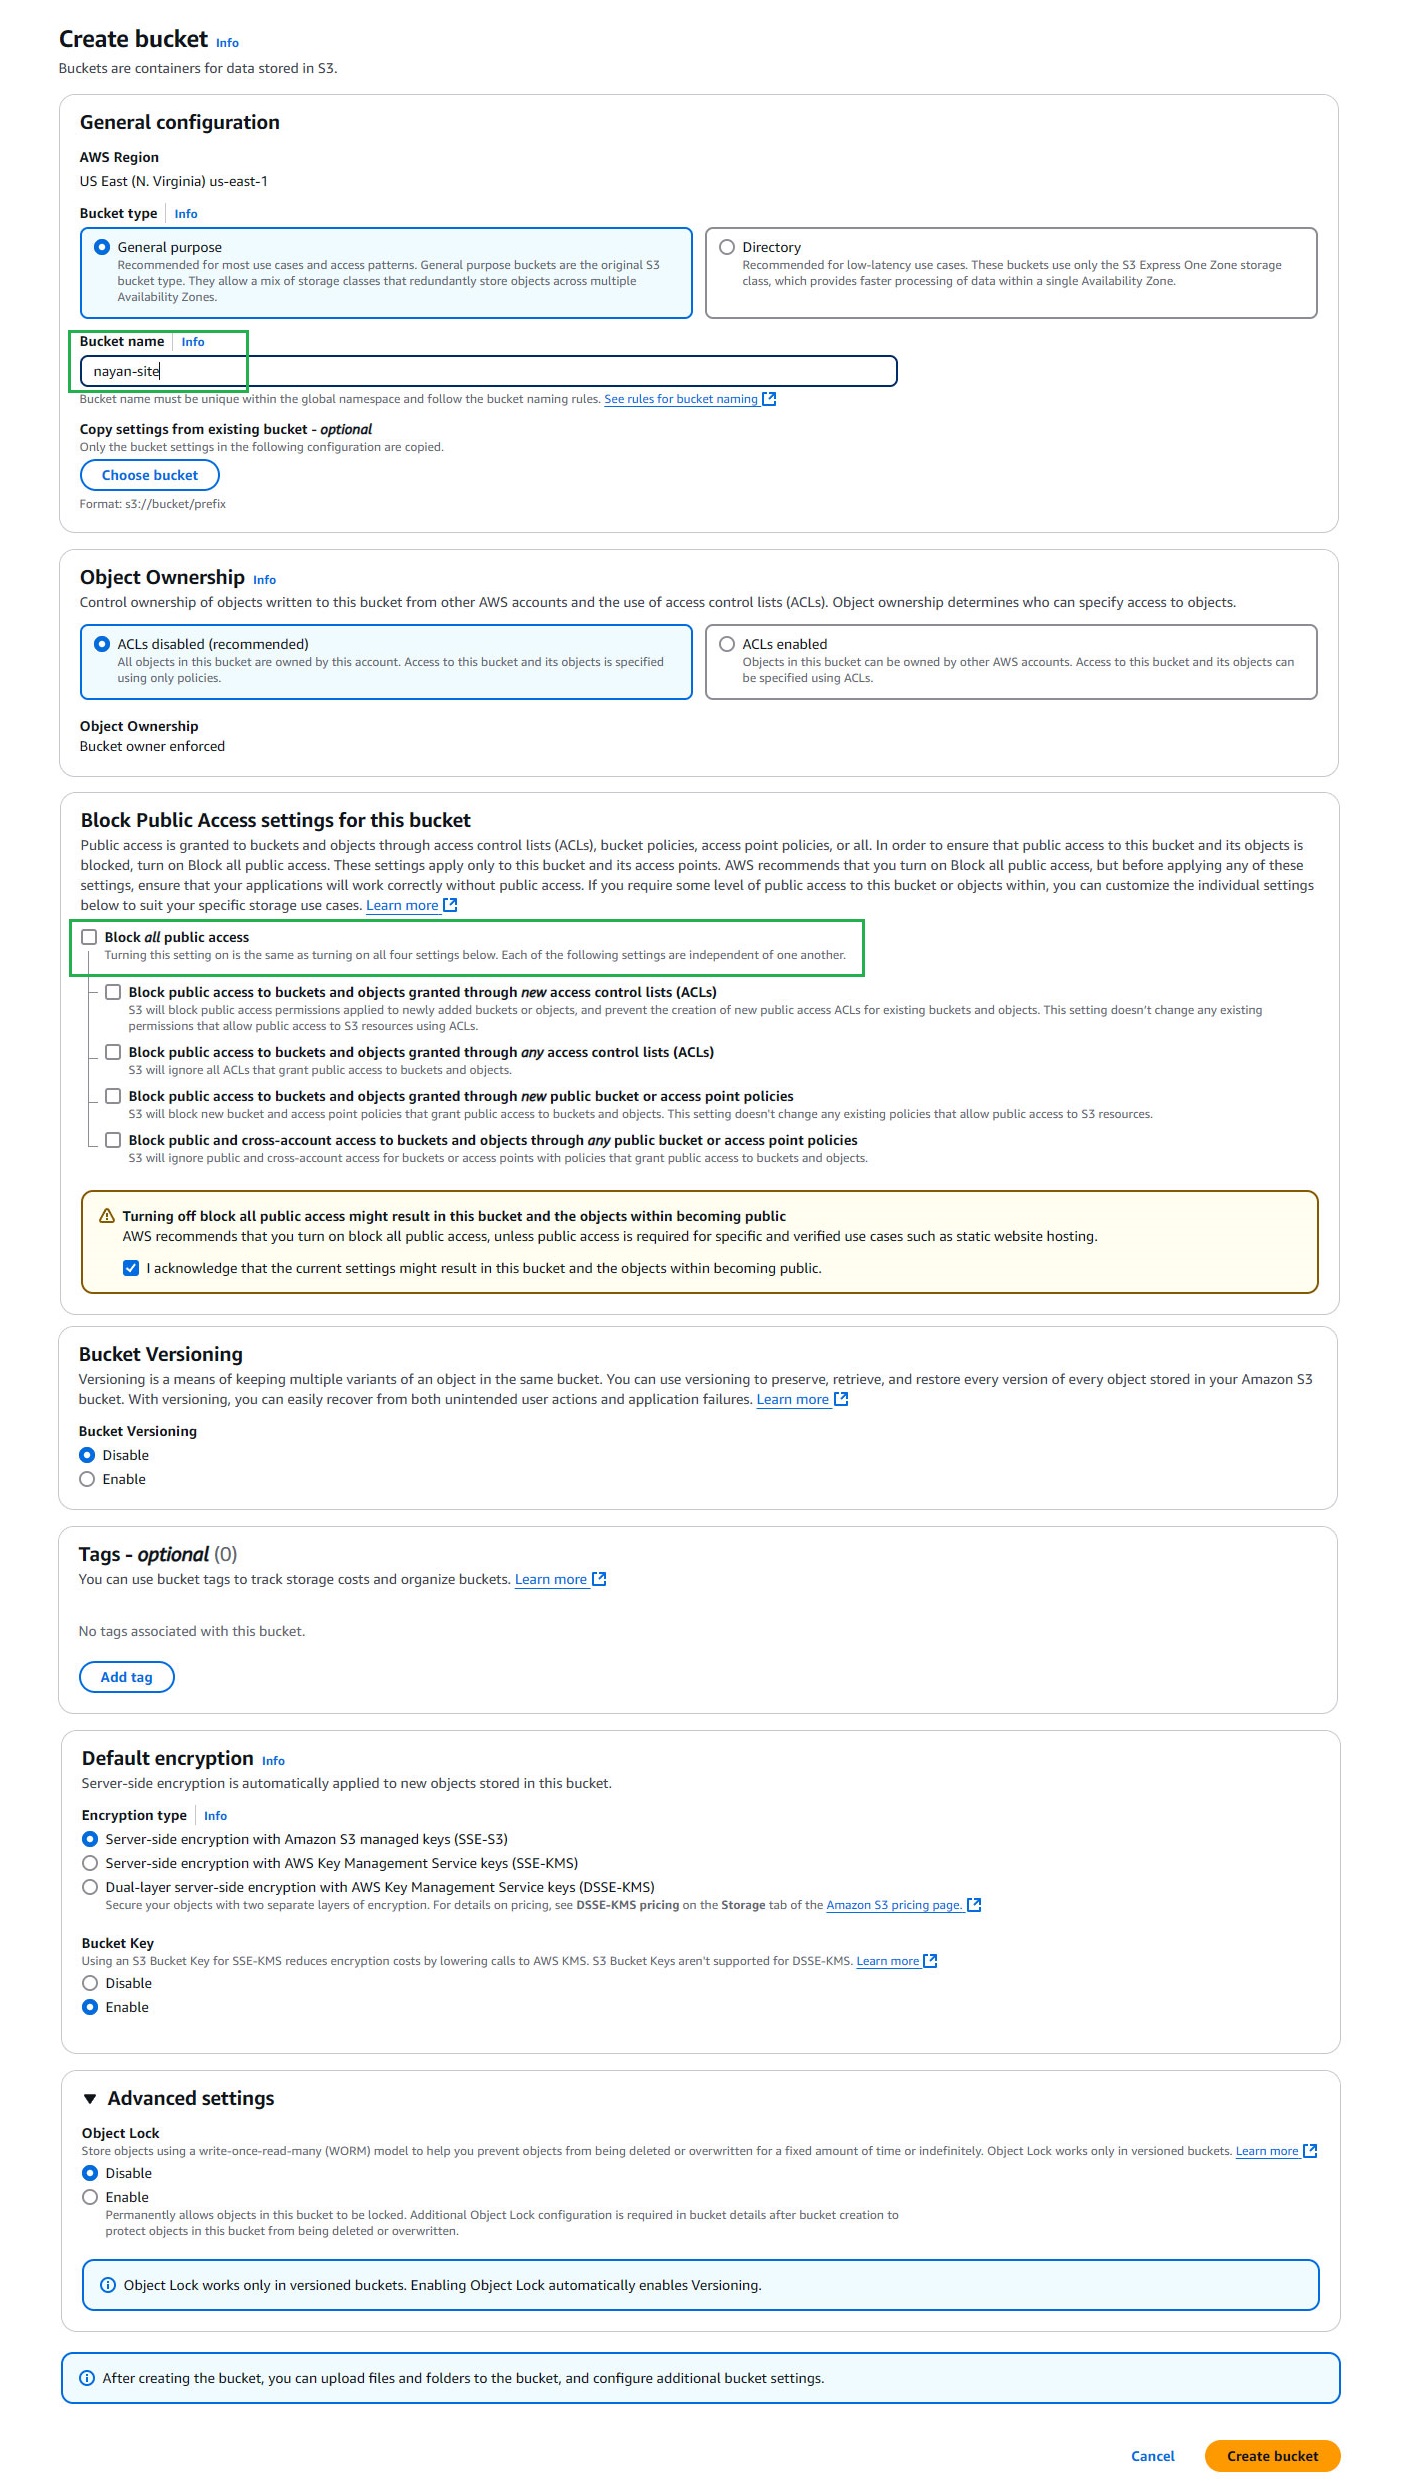 Create bucket Info
Buckets are containers for data stored in S3.
General configuration
AWS Region
US East (N. Virginia) us-east-1
Bucket type Info
General purpose
Recommended for most use cases and access patterns. General purpose buckets are the original S3
bucket type. They allow a mix of storage classes that redundantly store objects across multiple
Availability Zones.
Directory
Recommended for low-latency use cases. These buckets use only the S3 Express One Zone storage
class, which provides faster processing of data within a single Availability Zone.
Bucket name Info
nayan-site
Bucket name must be unique within the global namespace and follow the bucket naming rules. See rules for bucket naming
Copy settings from existing bucket - optional
Only the bucket settings in the following configuration are copied.
Choose bucket
Format: s3://bucket/prefix
Object Ownership Info
Control ownership of objects written to this bucket from other AWS accounts and the use of access control lists (ACLs). Object ownership determines who can specify access to objects.
ACLs disabled (recommended)
All objects in this bucket are owned by this account. Access to this bucket and its objects is specified
using only policies.
ACLs enabled
Objects in this bucket can be owned by other AWS accounts. Access to this bucket and its objects can
be specified using ACLs.
Object Ownership
Bucket owner enforced
Block Public Access settings for this bucket
Public access is granted to buckets and objects through access control lists (ACLs), bucket policies, access point policies, or all. In order to ensure that public access to this bucket and its objects is
blocked, turn on Block all public access. These settings apply only to this bucket and its access points. AWS recommends that you turn on Block all public access, but before applying any of these
settings, ensure that your applications will work correctly without public access. If you require some level of public access to this bucket or objects within, you can customize the individual settings
below to suit your specific storage use cases. Learn more
Block all public access
Turning this setting on is the same as turning on all four settings below. Each of the following settings are independent of one another.
Block public access to buckets and objects granted through new access control lists (ACLs)
S3 will block public access permissions applied to newly added buckets or objects, and prevent the creation of new public access ACLs for existing buckets and objects. This setting doesn't change any existing
permissions that allow public access to S3 resources using ACLs.
Block public access to buckets and objects granted through any access control lists (ACLs)
S3 will ignore all ACLs that grant public access to buckets and objects.
Block public access to buckets and objects granted through new public bucket or access point policies
S3 will block new bucket and access point policies that grant public access to buckets and objects. This setting doesn't change any existing policies that allow public access to S3 resources.
Block public and cross-account access to buckets and objects through any public bucket or access point policies
S3 will ignore public and cross-account access for buckets or access points with policies that grant public access to buckets and objects.
Turning off block all public access might result in this bucket and the objects within becoming public
AWS recommends that you turn on block all public access, unless public access is required for specific and verified use cases such as static website hosting.
I acknowledge that the current settings might result in this bucket and the objects within becoming public.
Bucket Versioning
Versioning is a means of keeping multiple variants of an object in the same bucket. You can use versioning to preserve, retrieve, and restore every version of every object stored in your Amazon S3
bucket. With versioning, you can easily recover from both unintended user actions and application failures. Learn more
Bucket Versioning
Disable
Enable
Tags - optional (0)
You can use bucket tags to track storage costs and organize buckets. Learn more
No tags associated with this bucket.
Add tag
Default encryption Info
Server-side encryption is automatically applied to new objects stored in this bucket.
Encryption type Info
Server-side encryption with Amazon S3 managed keys (SSE-S3)
Server-side encryption with AWS Key Management Service keys (SSE-KMS)
Dual-layer server-side encryption with AWS Key Management Service keys (DSSE-KMS)
Secure your objects with two separate layers of encryption. For details on pricing, see DSSE-KMS pricing on the Storage tab of the Amazon S3 pricing page.
Bucket Key
Using an S3 Bucket Key for SSE-KMS reduces encryption costs by lowering calls to AWS KMS. S3 Bucket Keys aren't supported for DSSE-KMS. Learn more
Disable
Enable
Advanced settings
Object Lock
Store objects using a write-once-read-many (WORM) model to help you prevent objects from being deleted or overwritten for a fixed amount of time or indefinitely. Object Lock works only in versioned buckets. Learn more
Disable
Enable
Permanently allows objects in this bucket to be locked. Additional Object Lock configuration is required in bucket details after bucket creation to
protect objects in this bucket from being deleted or overwritten.
Object Lock works only in versioned buckets. Enabling Object Lock automatically enables Versioning.
After creating the bucket, you can upload files and folders to the bucket, and configure additional bucket settings.
Cancel
Create bucket